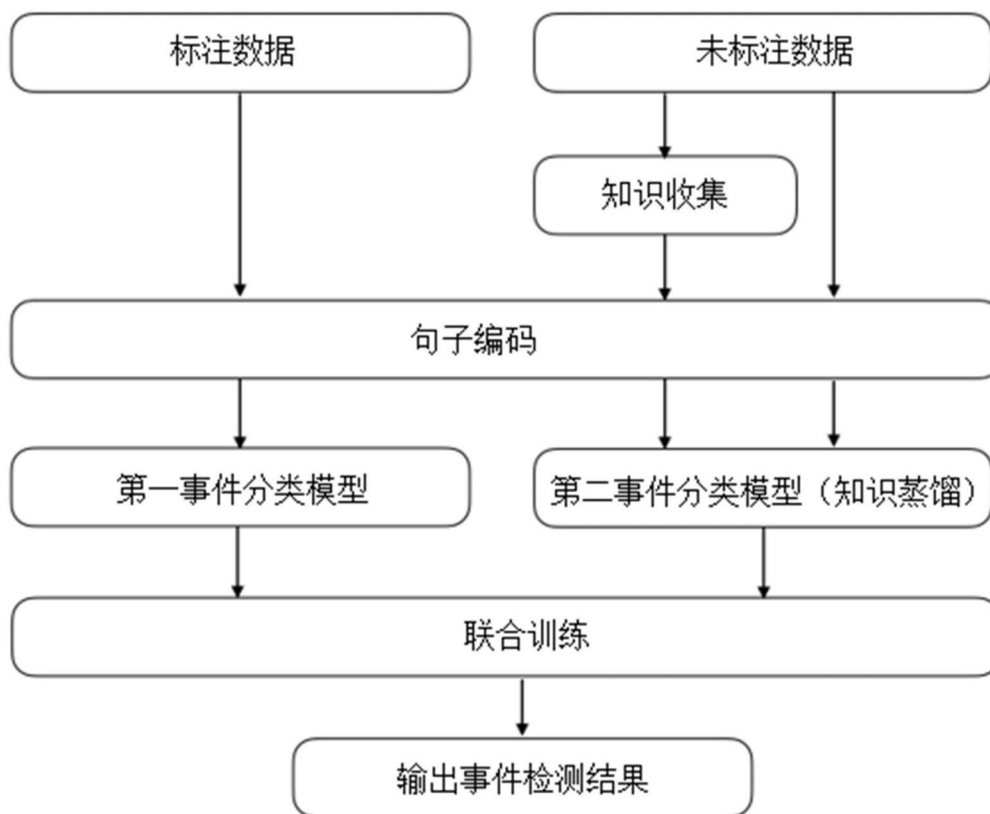 标注数据
未标注数据
知识收集
句子编码
第一事件分类模型
第二事件分类模型（知识蒸馏）
联合训练
输出事件检测结果